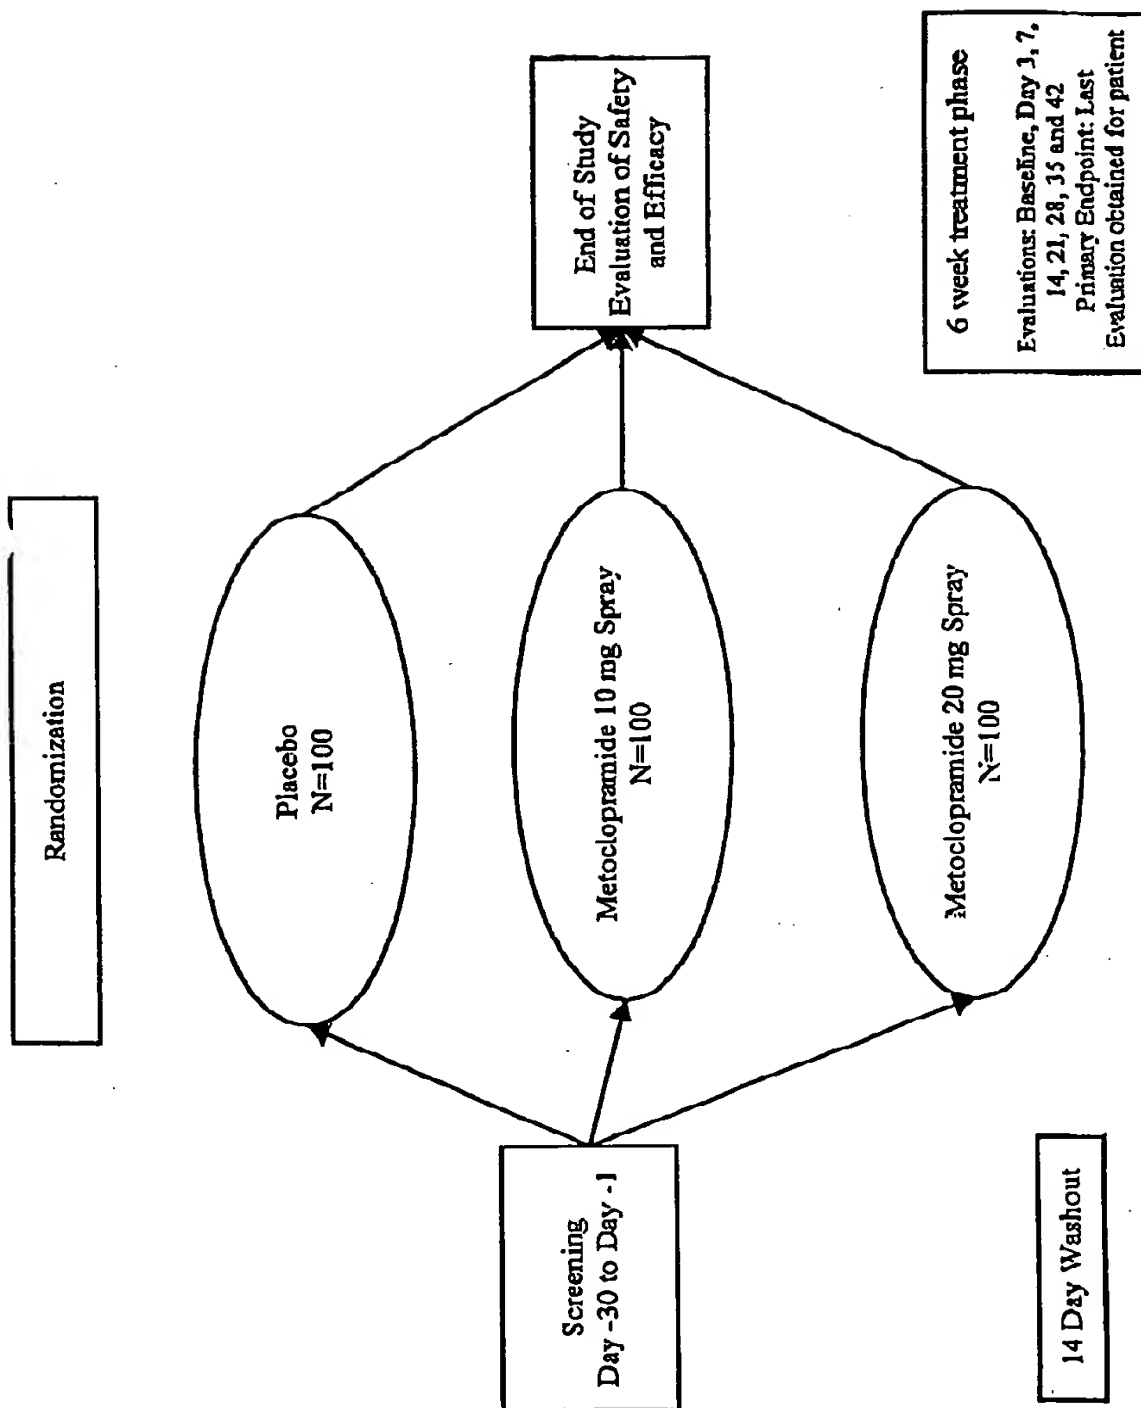 Randomization
Screening
Day -30 to Day -1
Placebo
N=100
Metoclopramide 10 mg Spray
N=100
Metoclopramide 20 mg Spray
N=100
End of Study
Evaluation of Safety
and Efficacy
14 Day Washout
6 week treatment phase
Evaluations: Baseline, Day 3, 7,
14, 21, 28, 35 and 42
Primary Endpoint: Last
Evaluation obtained for patient